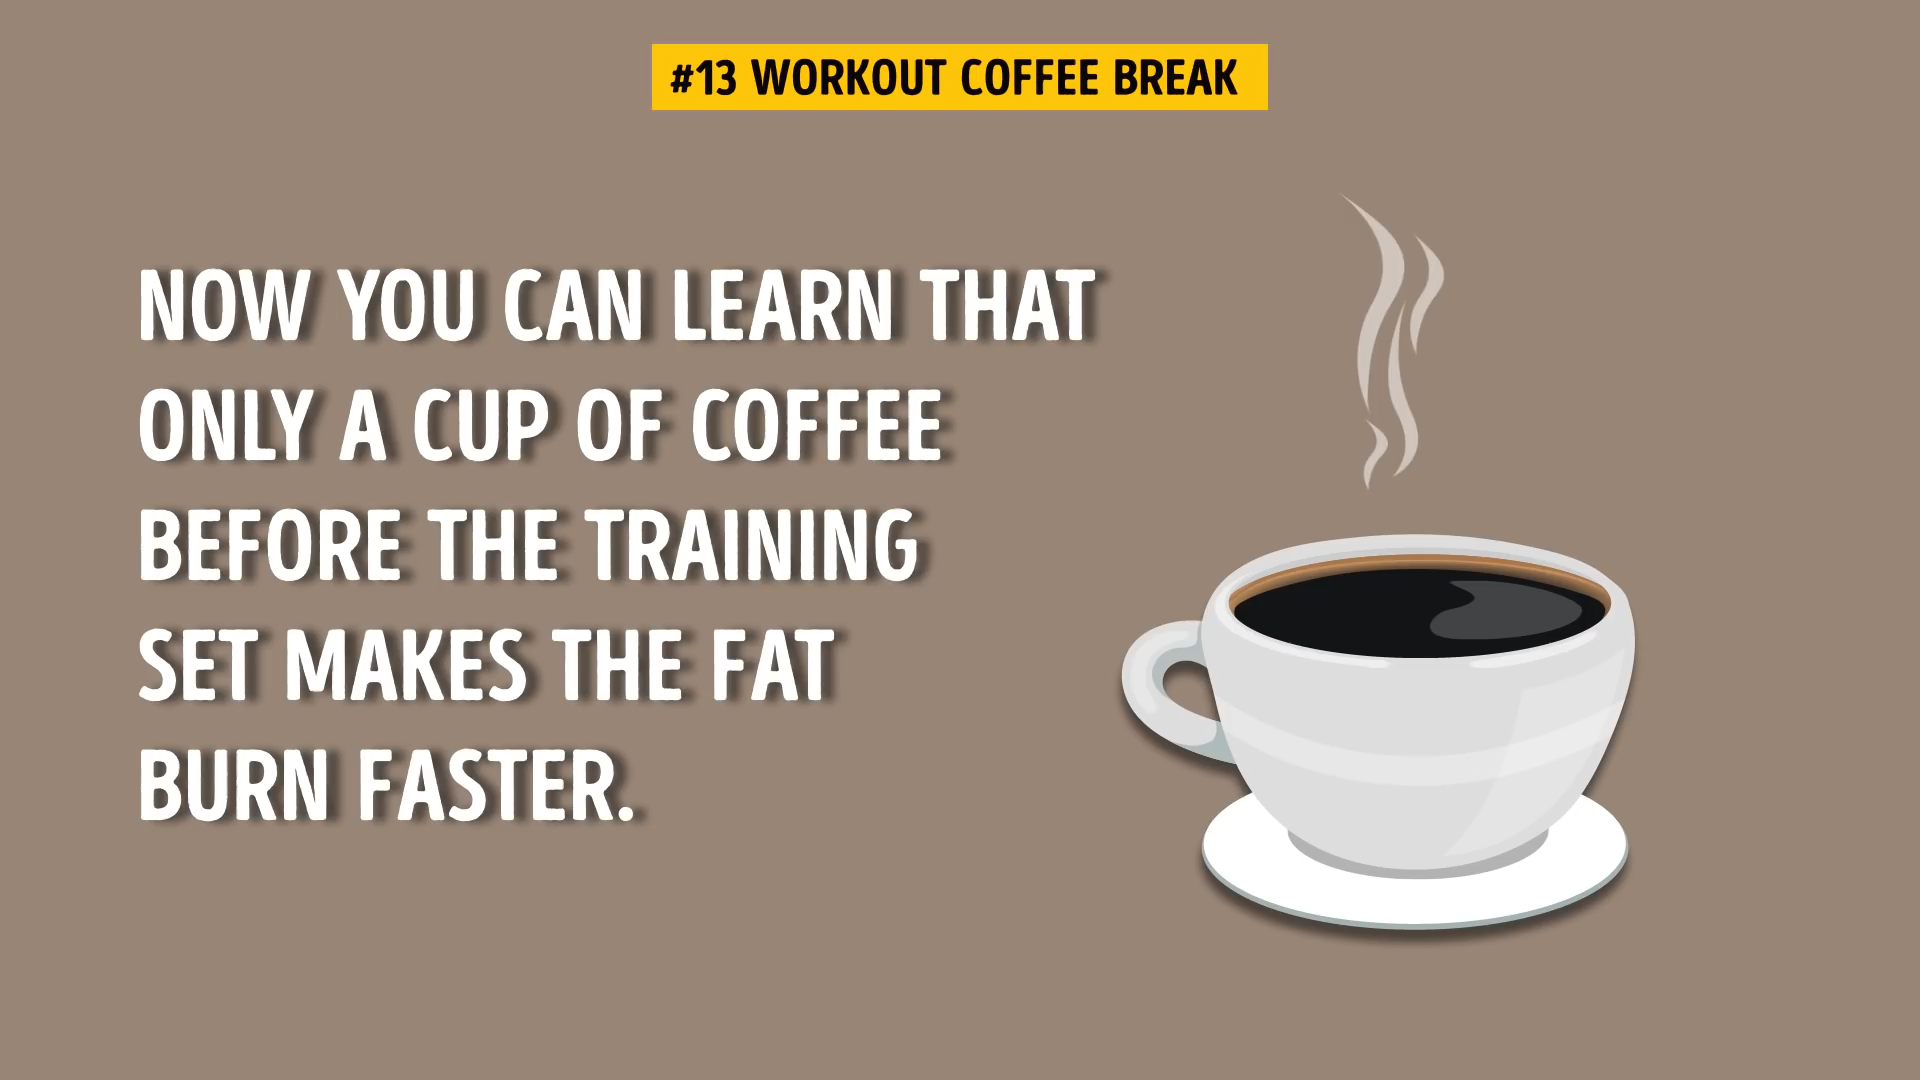 #13 WORKOUT COFFEE BREAK
NOW YOU CAN LEARN THAT
ONLY A CUP OF COFFEE
BEFORE THE TRAINING
SET MAKES THE FAT
BURN FASTER.